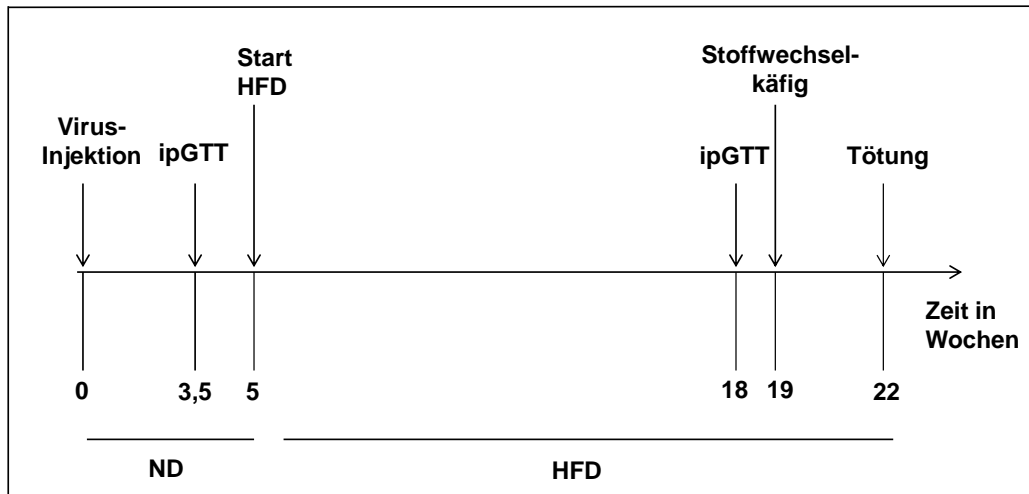 Start
HFD
Stoffwechsel-
käfig
Virus-
Injektion
ipGTT
ipGTT
Tötung
Zeit in
Wochen
0
3,5
5
18
19
22
ND
HFD